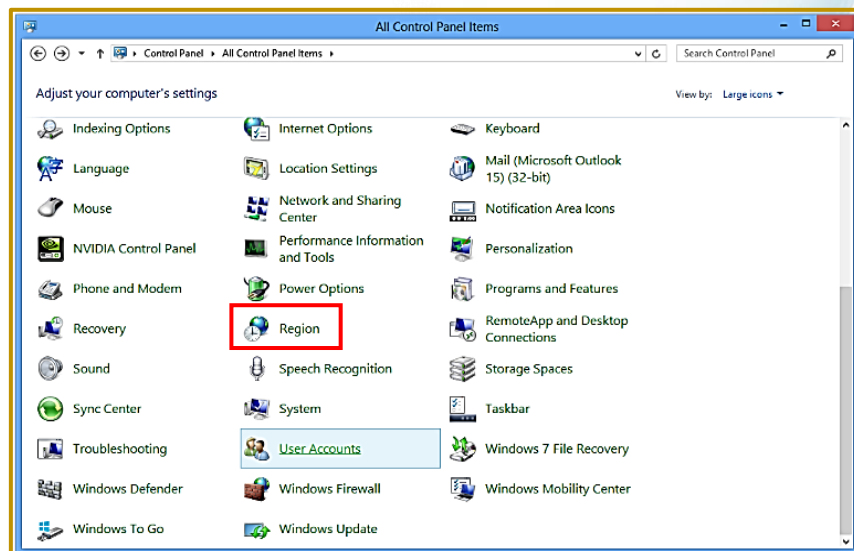 All Control Panel Items
Control Panel All Control Panel Items
Search Control Panel
Adjust your computer's settings
View by: Large icons
Indexing Options
Internet Options
Keyboard
Language
Location Settings
Mail (Microsoft Outlook
15) (32-bit)
Mouse
Network and Sharing
Center
Notification Area Icons
NVIDIA Control Panel
Performance Information
and Tools
Personalization
Phone and Modem
Power Options
Programs and Features
Recovery
Region
RemoteApp and Desktop
Connections
Sound
Speech Recognition
Storage Spaces
Sync Center
System
Taskbar
Troubleshooting
User Accounts
Windows 7 File Recovery
Windows Defender
Windows Firewall
Windows Mobility Center
Windows To Go
Windows Update